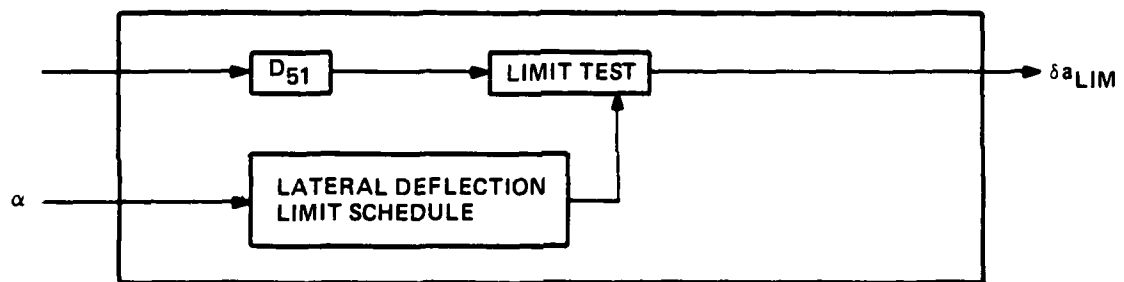 D51
LIMIT TEST
δaLIM
α
LATERAL DEFLECTION
LIMIT SCHEDULE